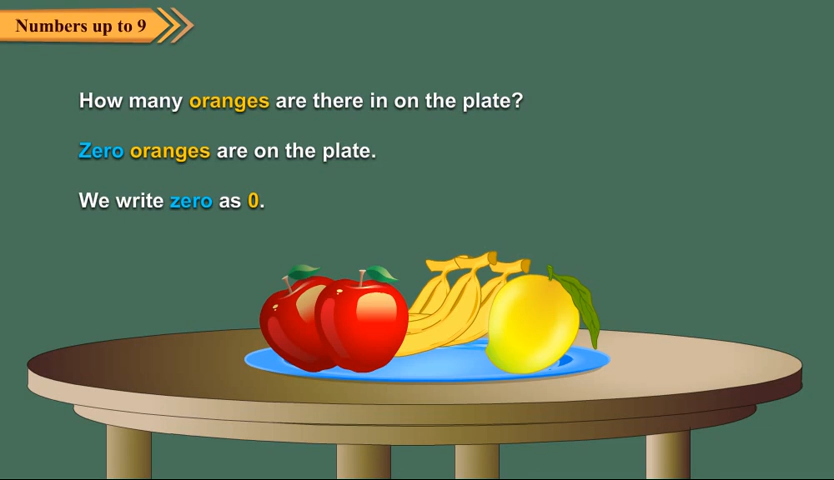 Numbers up to 9
How many oranges are there in on the plate?
Zero oranges are on the plate.
We write zero as 0.